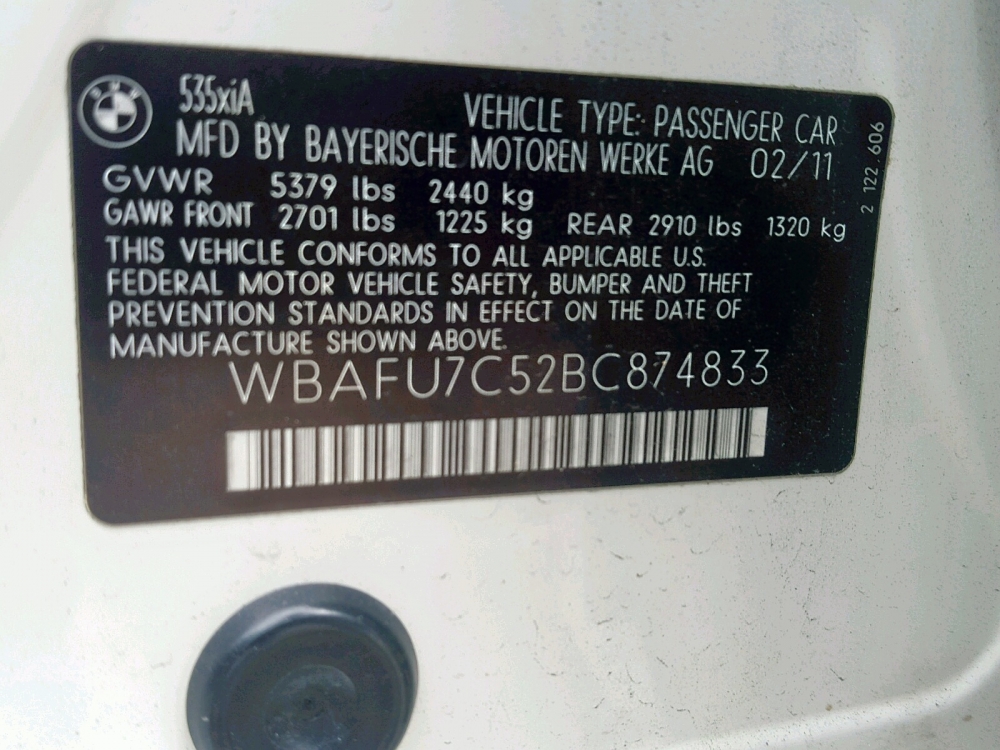 BMW
535xiA
VEHICLE TYPE: PASSENGER CAR
MFD BY BAYERISCHE MOTOREN WERKE AG 02/11
GVWR 5379 lbs 2440 kg
GAWR FRONT 2701 lbs 1225 kg REAR 2910 lbs 1320 kg
THIS VEHICLE CONFORMS TO ALL APPLICABLE U.S.
FEDERAL MOTOR VEHICLE SAFETY, BUMPER AND THEFT
PREVENTION STANDARDS IN EFFECT ON THE DATE OF
MANUFACTURE SHOWN ABOVE.
WBAFU7C52BC874833
2 122 606